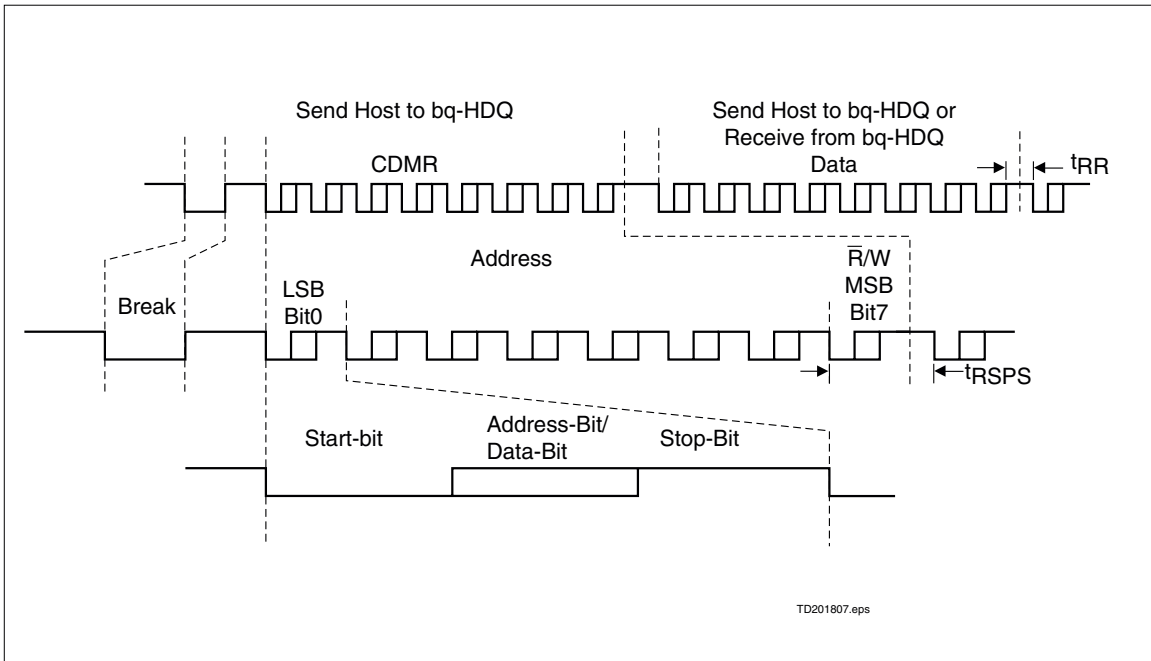 Send Host to bq-HDQ
Send Host to bq-HDQ or
Receive from bq-HDQ
CDMR
Data
tRR
Address
R̅/W
MSB
Bit7
LSB
Bit0
Break
tRSPS
Start-bit
Address-Bit/
Data-Bit
Stop-Bit
TD201807.eps